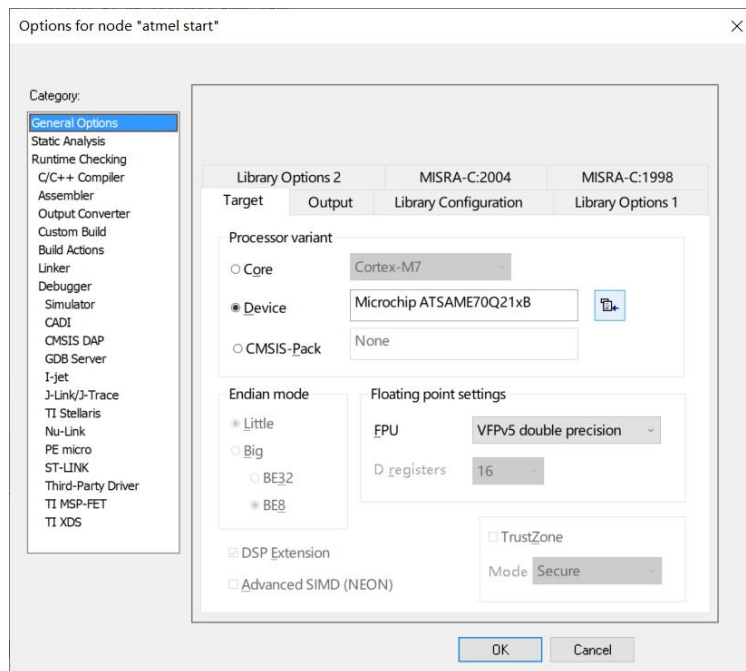 Options for node "atmel start"
Category:
General Options
Static Analysis
Runtime Checking
C/C++ Compiler
Assembler
Output Converter
Custom Build
Build Actions
Linker
Debugger
Simulator
CADI
CMSIS DAP
GDB Server
I-jet
J-Link/J-Trace
TI Stellaris
Nu-Link
PE micro
ST-LINK
Third-Party Driver
TI MSP-FET
TI XDS
Library Options 2 MISRA-C:2004 MISRA-C:1998
Target Output Library Configuration Library Options 1
Processor variant
Core Cortex-M7
Device Microchip ATSAME70Q21xB
CMSIS-Pack None
Endian mode
Little
Big
BE32
BE8
Floating point settings
FPU VFPv5 double precision
D registers 16
DSP Extension
Advanced SIMD (NEON)
TrustZone
Mode Secure
OK Cancel